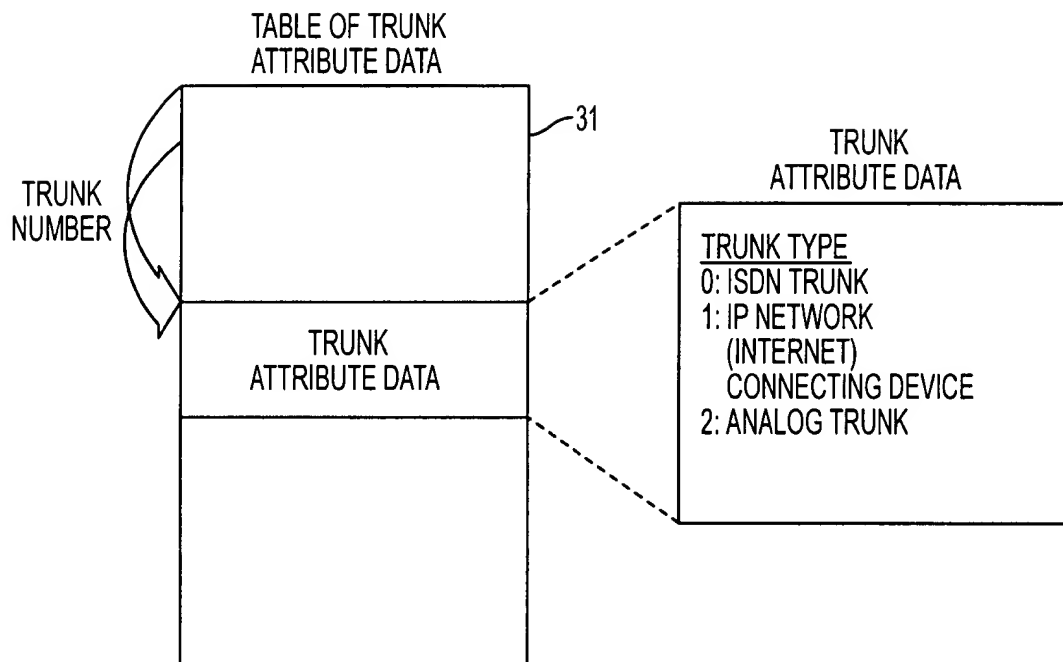 TABLE OF TRUNK
ATTRIBUTE DATA
31
TRUNK
NUMBER
TRUNK
ATTRIBUTE DATA
TRUNK
ATTRIBUTE DATA
TRUNK TYPE
0: ISDN TRUNK
1: IP NETWORK
(INTERNET)
CONNECTING DEVICE
2: ANALOG TRUNK